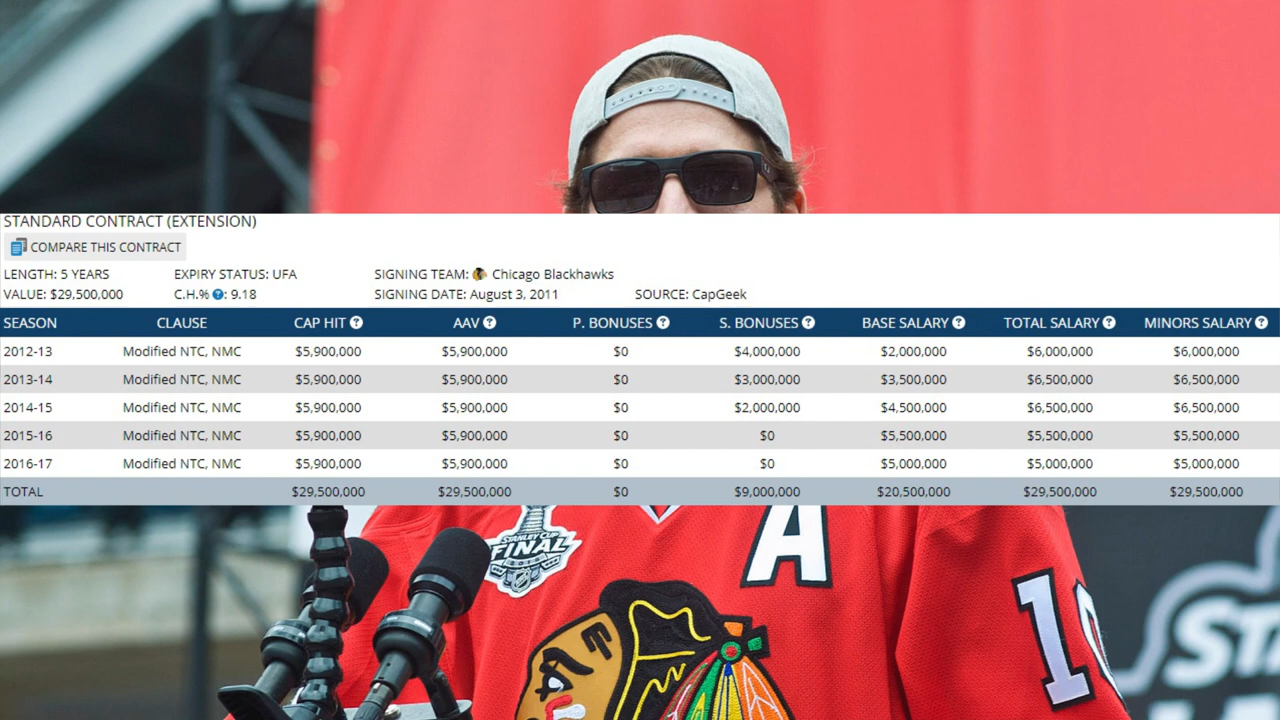 STANDARD CONTRACT (EXTENSION)
COMPARE THIS CONTRACT
LENGTH: 5 YEARS EXPIRY STATUS: UFA SIGNING TEAM: Chicago Blackhawks
VALUE: $29,500,000 C.H.% ?: 9.18 SIGNING DATE: August 3, 2011 SOURCE: CapGeek
SEASON CLAUSE CAP HIT ? AAV ? P. BONUSES ? S. BONUSES ? BASE SALARY ? TOTAL SALARY ? MINORS SALARY ?
2012-13 Modified NTC, NMC $5,900,000 $5,900,000 $0 $4,000,000 $2,000,000 $6,000,000 $6,000,000
2013-14 Modified NTC, NMC $5,900,000 $5,900,000 $0 $3,000,000 $3,500,000 $6,500,000 $6,500,000
2014-15 Modified NTC, NMC $5,900,000 $5,900,000 $0 $2,000,000 $4,500,000 $6,500,000 $6,500,000
2015-16 Modified NTC, NMC $5,900,000 $5,900,000 $0 $0 $5,500,000 $5,500,000 $5,500,000
2016-17 Modified NTC, NMC $5,900,000 $5,900,000 $0 $0 $5,000,000 $5,000,000 $5,000,000
TOTAL $29,500,000 $29,500,000 $0 $9,000,000 $20,500,000 $29,500,000 $29,500,000
STANLEY CUP
FINAL
A
1